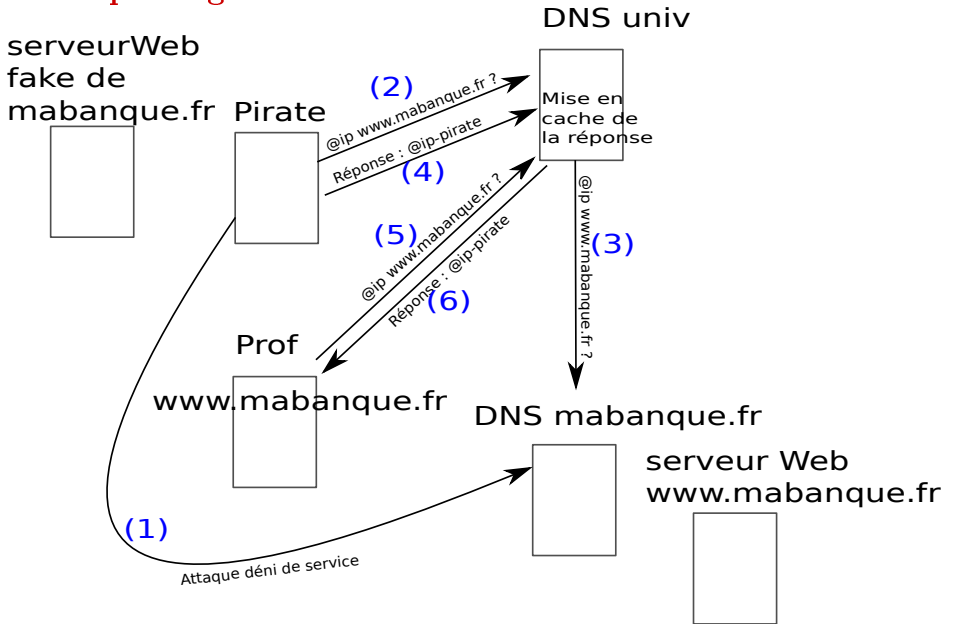 DNS univ
serveurWeb
fake de
mabanque.fr
Pirate
(2)
@ip www.mabanque.fr ?
Mise en
cache de
la réponse
Réponse : @ip-pirate
(4)
@ip www.mabanque.fr ?
(5)
Réponse : @ip-pirate
(6)
@ip www.mabanque.fr ?
(3)
Prof
www.mabanque.fr
DNS mabanque.fr
serveur Web
www.mabanque.fr
(1)
Attaque déni de service